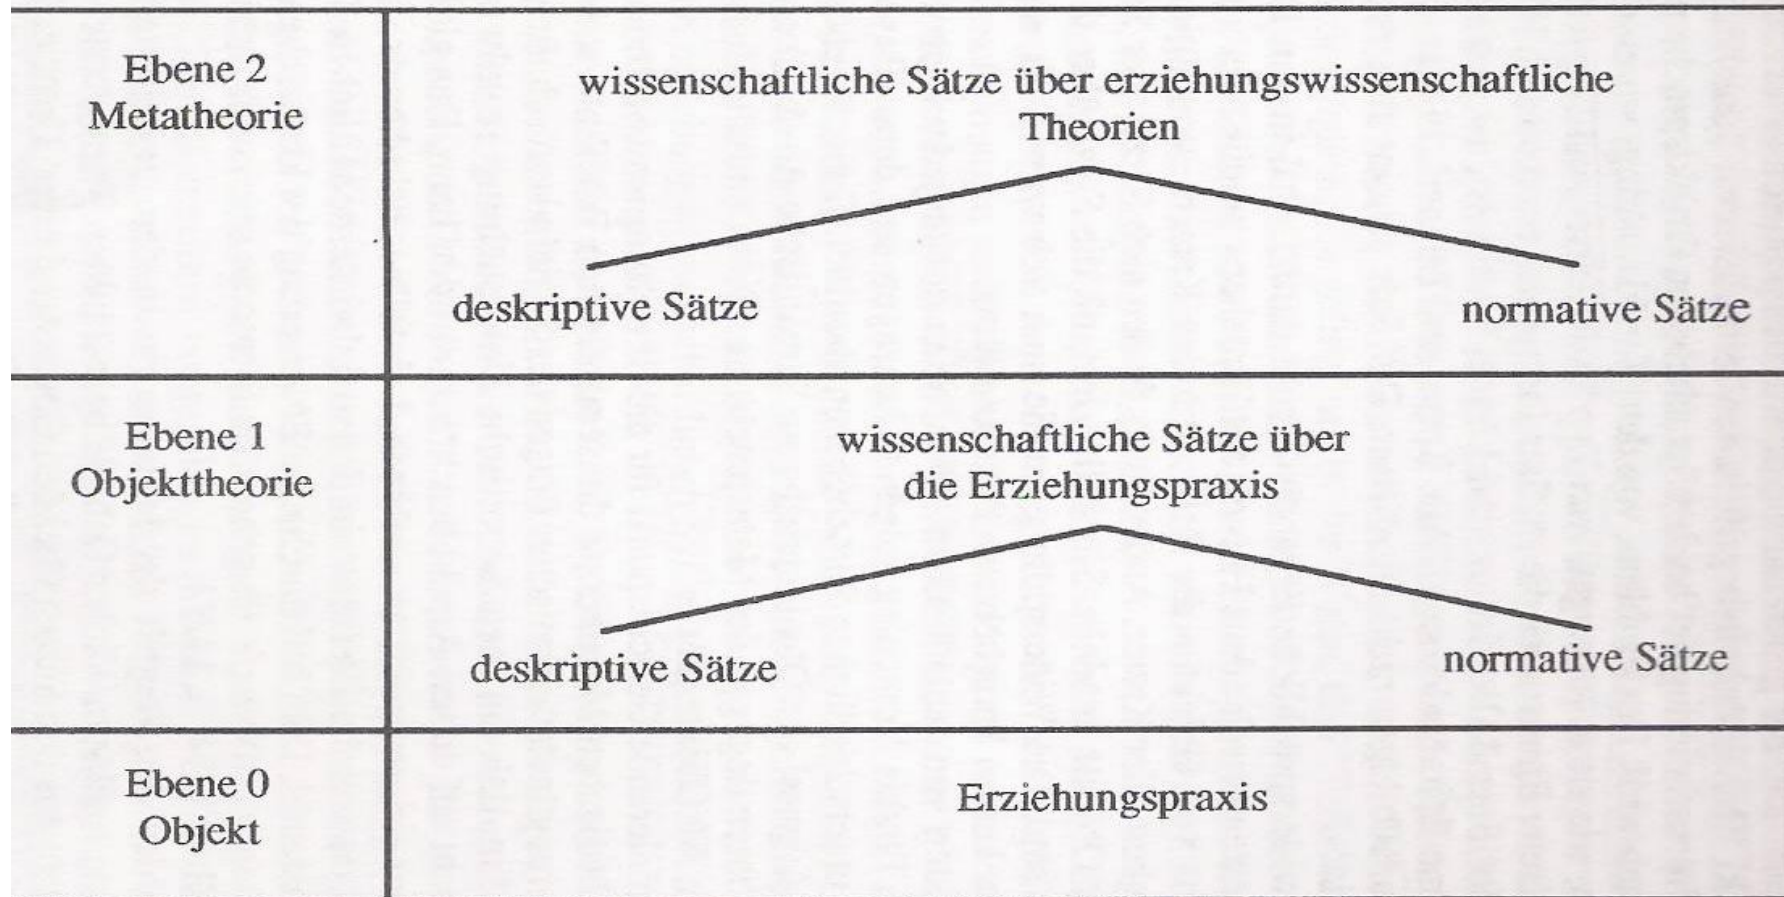 Ebene 2
Metatheorie
wissenschaftliche Sätze über erziehungswissenschaftliche
Theorien
deskriptive Sätze
normative Sätze
Ebene 1
Objekttheorie
wissenschaftliche Sätze über
die Erziehungspraxis
deskriptive Sätze
normative Sätze
Ebene 0
Objekt
Erziehungspraxis